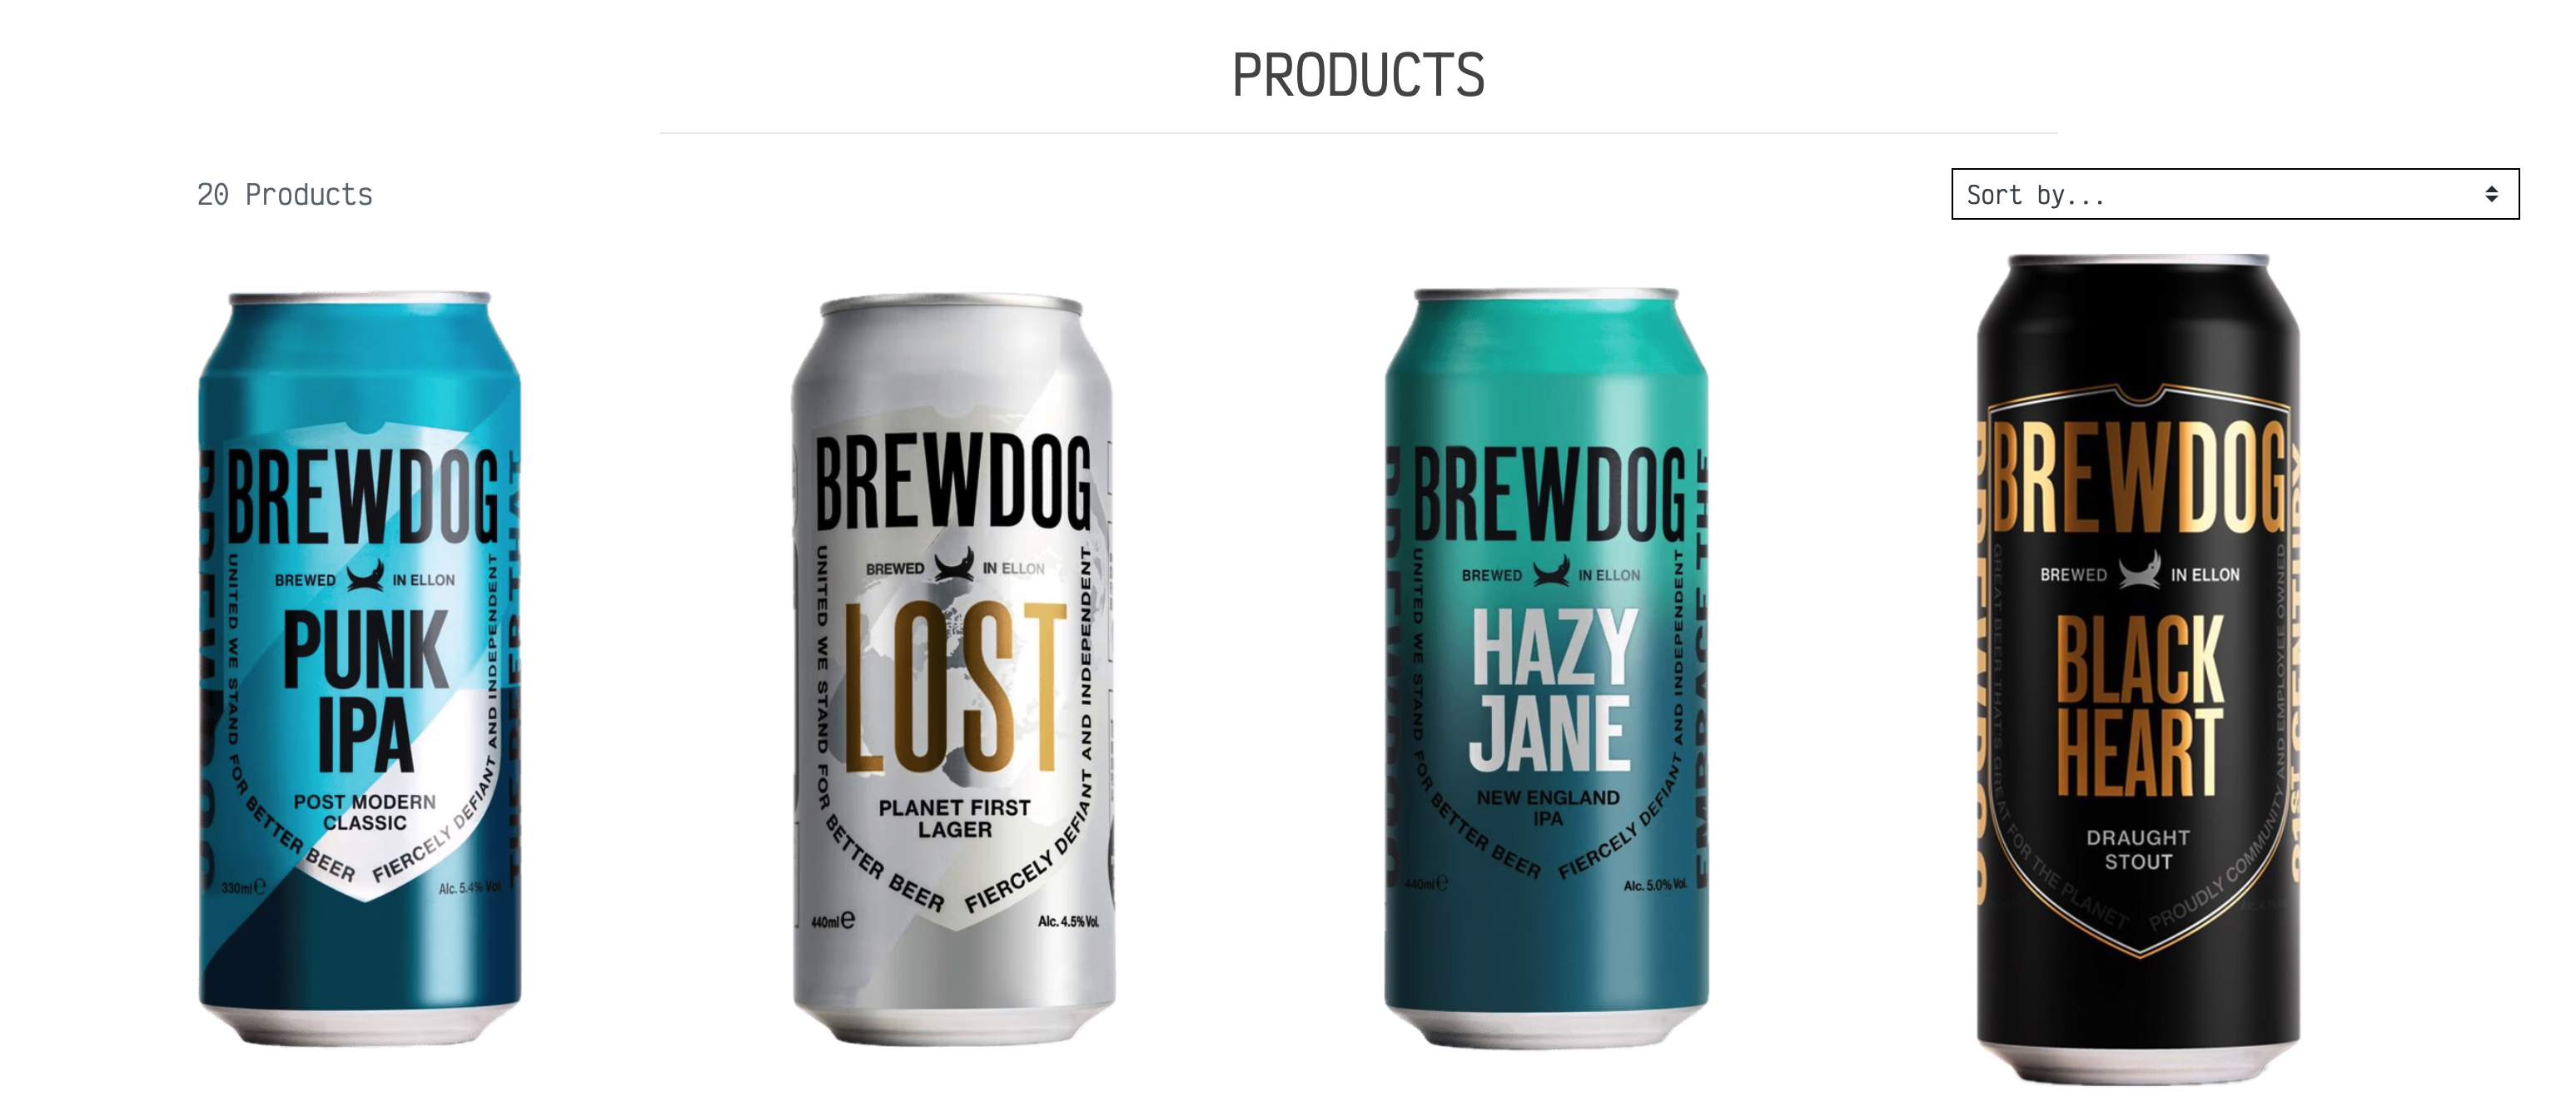 PRODUCTS
20 Products
Sort by...
BREWDOG
BREWED IN ELLON
PUNK
IPA
POST MODERN
CLASSIC
UNITED WE STAND FOR BETTER BEER
FIERCELY DEFIANT AND INDEPENDENT
330ml e
Alc. 5.4% Vol.
BREWDOG
BREWED IN ELLON
LOST
PLANET FIRST
LAGER
UNITED WE STAND FOR BETTER BEER
FIERCELY DEFIANT AND INDEPENDENT
440ml e
Alc. 4.5% Vol.
BREWDOG
BREWED IN ELLON
HAZY
JANE
NEW ENGLAND
IPA
UNITED WE STAND FOR BETTER BEER
FIERCELY DEFIANT AND INDEPENDENT
EMBRACE THE
440ml e
Alc. 5.0% Vol.
BREWDOG
BREWED IN ELLON
BLACK
HEART
DRAUGHT
STOUT
GREAT BEER THAT'S GREAT FOR THE PLANET
PROUDLY COMMUNITY AND EMPLOYEE OWNED